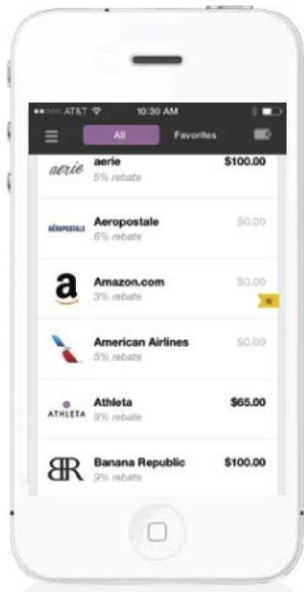 AT&T 10:30 AM
All Favorites
aerie aerie $100.00
5% rebate
AÉROPOSTALE Aeropostale $0.00
6% rebate
a Amazon.com $0.00
3% rebate
American Airlines $0.00
5% rebate
ATHLETA Athleta $65.00
9% rebate
BR Banana Republic $100.00
9% rebate